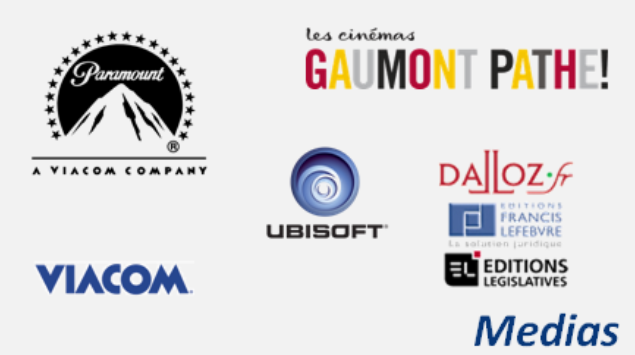 Paramount
®
A VIACOM COMPANY
les cinémas
GAUMONT PATHE!
UBISOFT
DALLOZ.fr
EDITIONS
FRANCIS
LEFEBVRE
La solution juridique
EL EDITIONS
LEGISLATIVES
VIACOM
Medias